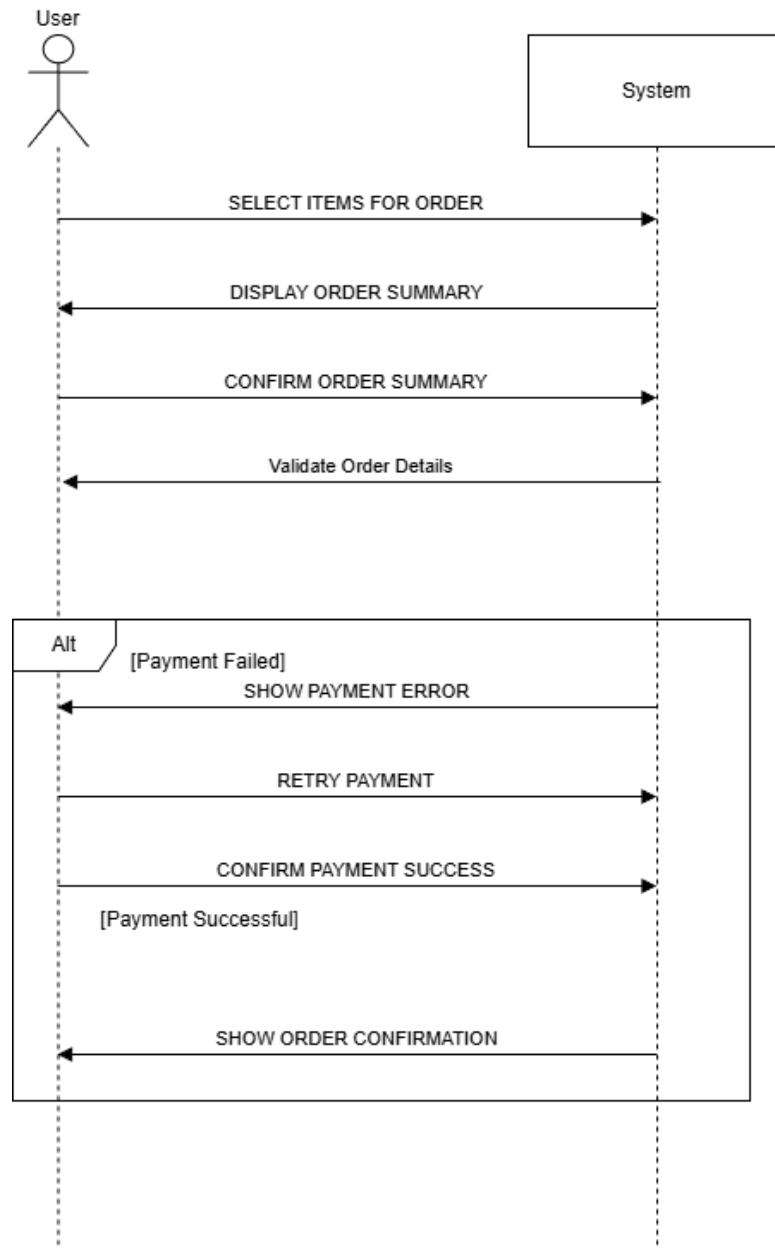 User
System
SELECT ITEMS FOR ORDER
DISPLAY ORDER SUMMARY
CONFIRM ORDER SUMMARY
Validate Order Details
Alt
[Payment Failed]
SHOW PAYMENT ERROR
RETRY PAYMENT
CONFIRM PAYMENT SUCCESS
[Payment Successful]
SHOW ORDER CONFIRMATION